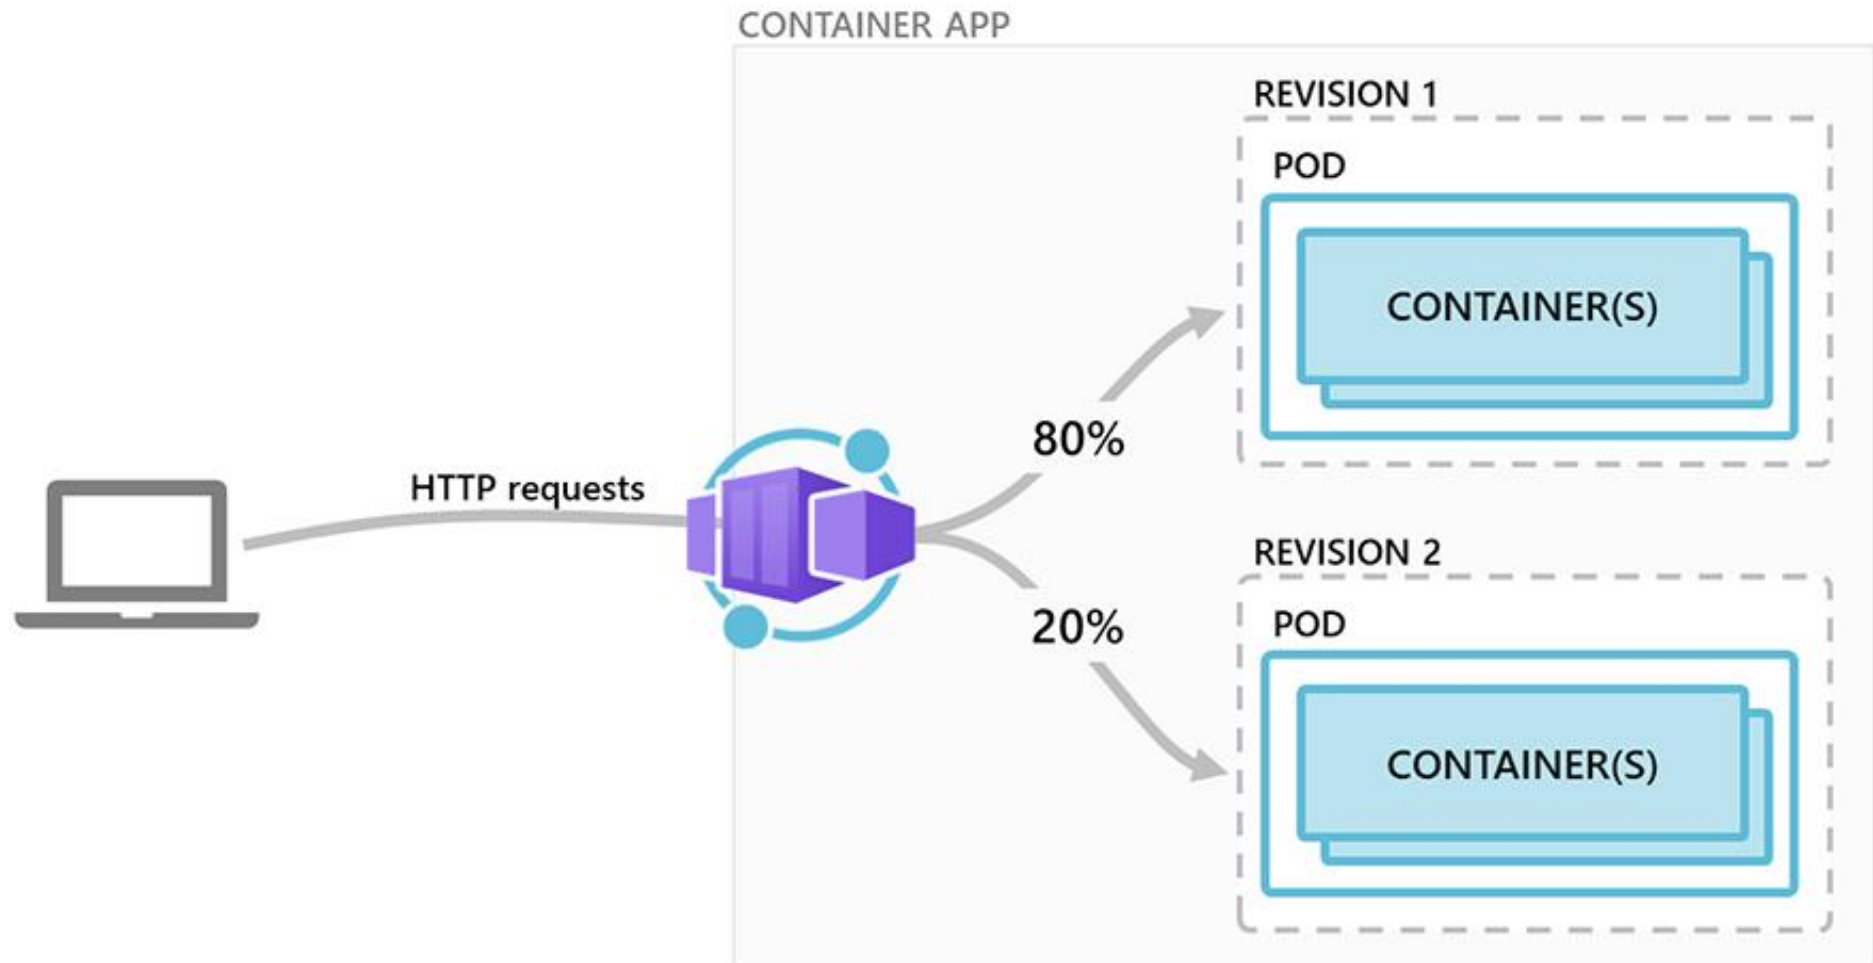 CONTAINER APP
REVISION 1
POD
CONTAINER(S)
80%
HTTP requests
REVISION 2
20%
POD
CONTAINER(S)